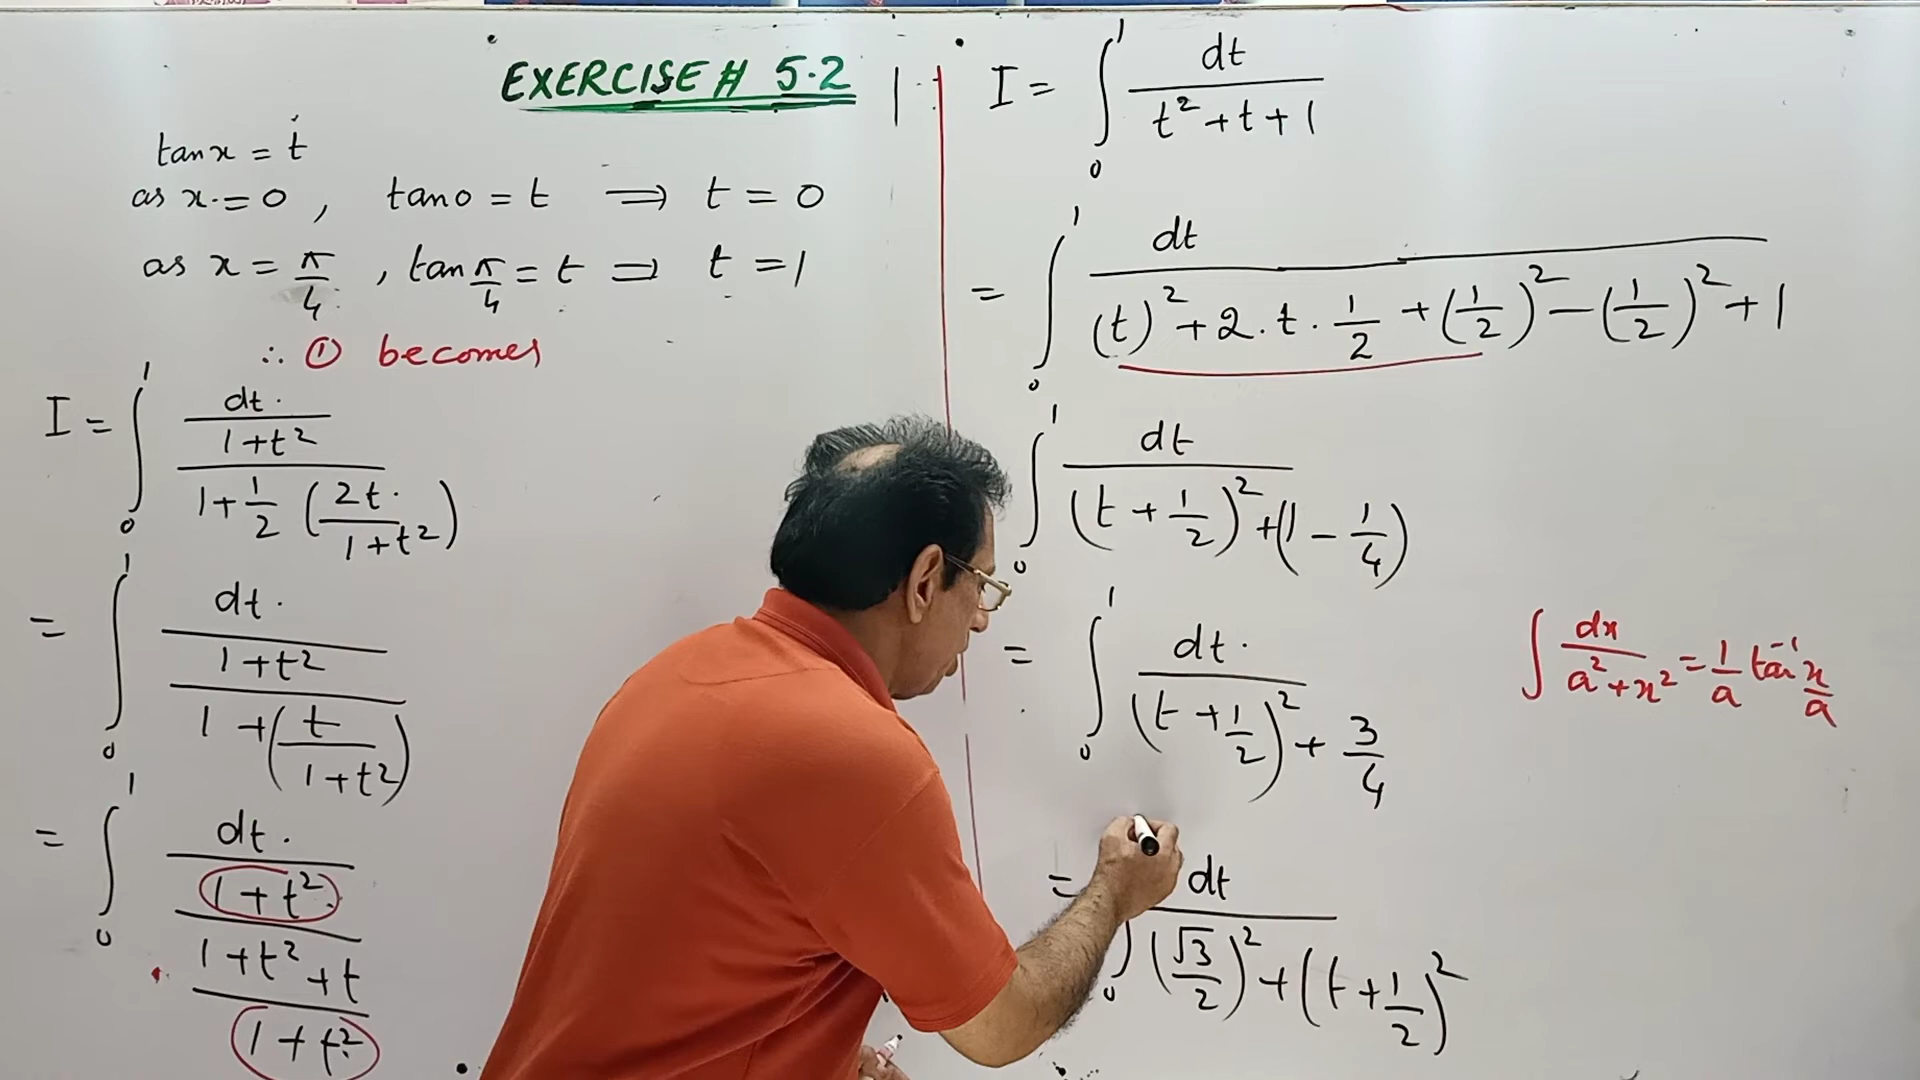 EXERCISE # 5.2
tan x = t
as x = 0 , tan 0 = t ⟹ t = 0
as x = π/4 , tan π/4 = t ⟹ t = 1
∴ ① becomes
I = ∫₀¹ (dt / (1+t²)) / (1 + 1/2 (2t / (1+t²)))
= ∫₀¹ (dt / (1+t²)) / (1 + (t / (1+t²)))
= ∫₀¹ (dt / (1+t²)) / ((1+t²+t) / (1+t²))
I = ∫₀¹ dt / (t²+t+1)
= ∫₀¹ dt / ((t)² + 2.t.1/2 + (1/2)² − (1/2)² + 1)
∫₀¹ dt / ((t + 1/2)² + (1 − 1/4))
= ∫₀¹ dt / ((t + 1/2)² + 3/4)
= ∫₀ dt / ((√3/2)² + (t + 1/2)²)
∫ dx / (a²+x²) = 1/a tan⁻¹ x/a